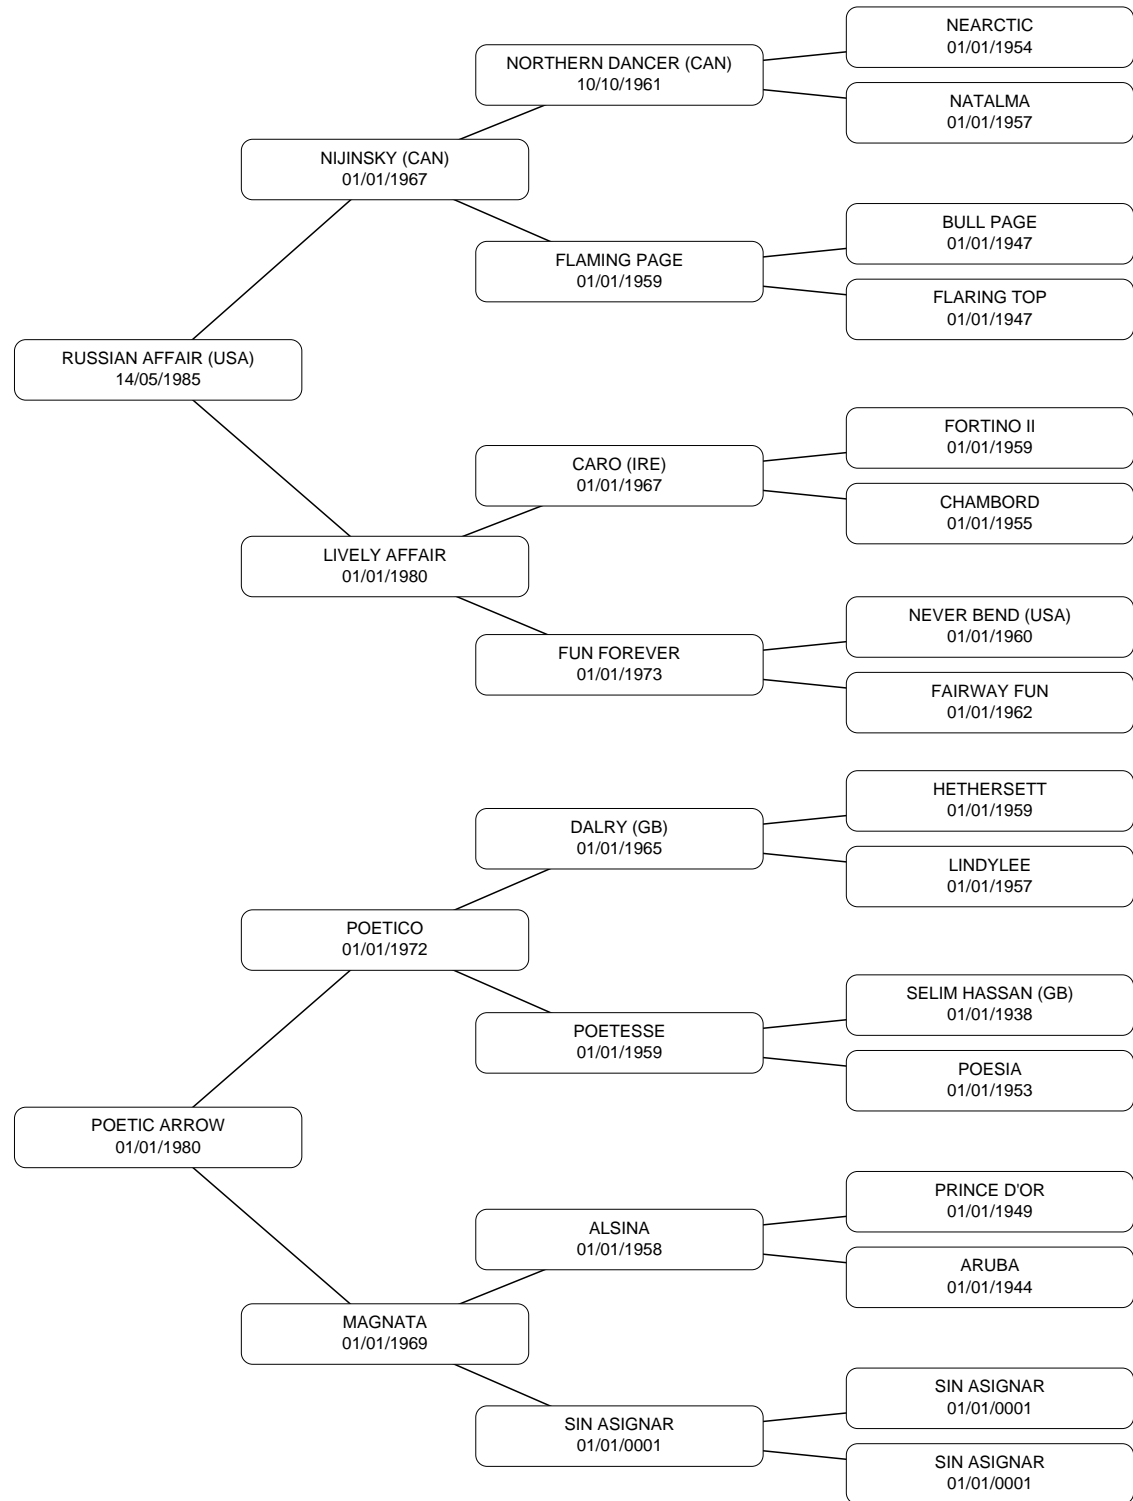 NEARCTIC
01/01/1954
NORTHERN DANCER (CAN)
10/10/1961
NATALMA
01/01/1957
NIJINSKY (CAN)
01/01/1967
BULL PAGE
01/01/1947
FLAMING PAGE
01/01/1959
FLARING TOP
01/01/1947
RUSSIAN AFFAIR (USA)
14/05/1985
FORTINO II
01/01/1959
CARO (IRE)
01/01/1967
CHAMBORD
01/01/1955
LIVELY AFFAIR
01/01/1980
NEVER BEND (USA)
01/01/1960
FUN FOREVER
01/01/1973
FAIRWAY FUN
01/01/1962
HETHERSETT
01/01/1959
DALRY (GB)
01/01/1965
LINDYLEE
01/01/1957
POETICO
01/01/1972
SELIM HASSAN (GB)
01/01/1938
POETESSE
01/01/1959
POESIA
01/01/1953
POETIC ARROW
01/01/1980
PRINCE D'OR
01/01/1949
ALSINA
01/01/1958
ARUBA
01/01/1944
MAGNATA
01/01/1969
SIN ASIGNAR
01/01/0001
SIN ASIGNAR
01/01/0001
SIN ASIGNAR
01/01/0001